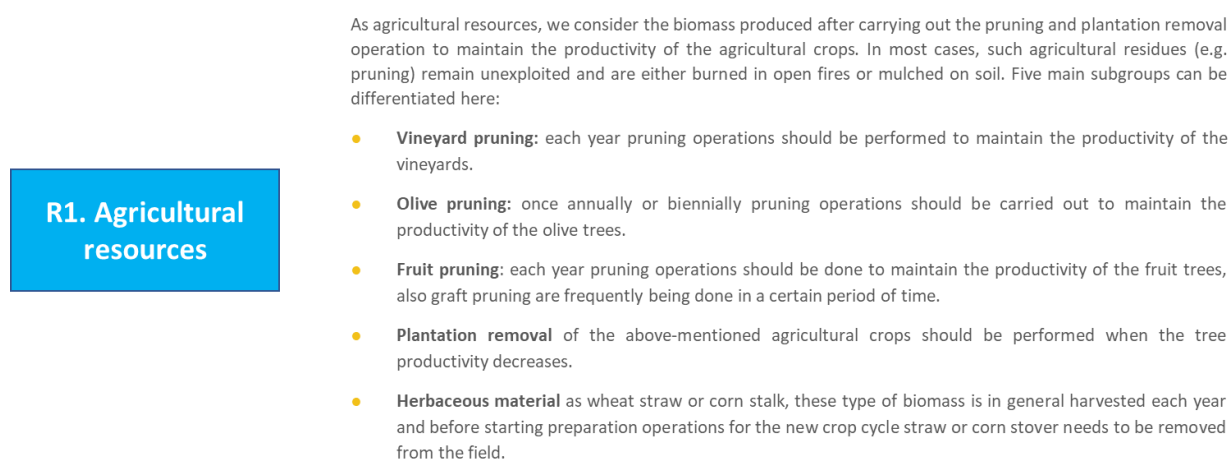 As agricultural resources, we consider the biomass produced after carrying out the pruning and plantation removal
operation to maintain the productivity of the agricultural crops. In most cases, such agricultural residues (e.g.
pruning) remain unexploited and are either burned in open fires or mulched on soil. Five main subgroups can be
differentiated here:
● Vineyard pruning: each year pruning operations should be performed to maintain the productivity of the
vineyards.
R1. Agricultural
resources
● Olive pruning: once annually or biennially pruning operations should be carried out to maintain the
productivity of the olive trees.
● Fruit pruning: each year pruning operations should be done to maintain the productivity of the fruit trees,
also graft pruning are frequently being done in a certain period of time.
● Plantation removal of the above-mentioned agricultural crops should be performed when the tree
productivity decreases.
● Herbaceous material as wheat straw or corn stalk, these type of biomass is in general harvested each year
and before starting preparation operations for the new crop cycle straw or corn stover needs to be removed
from the field.